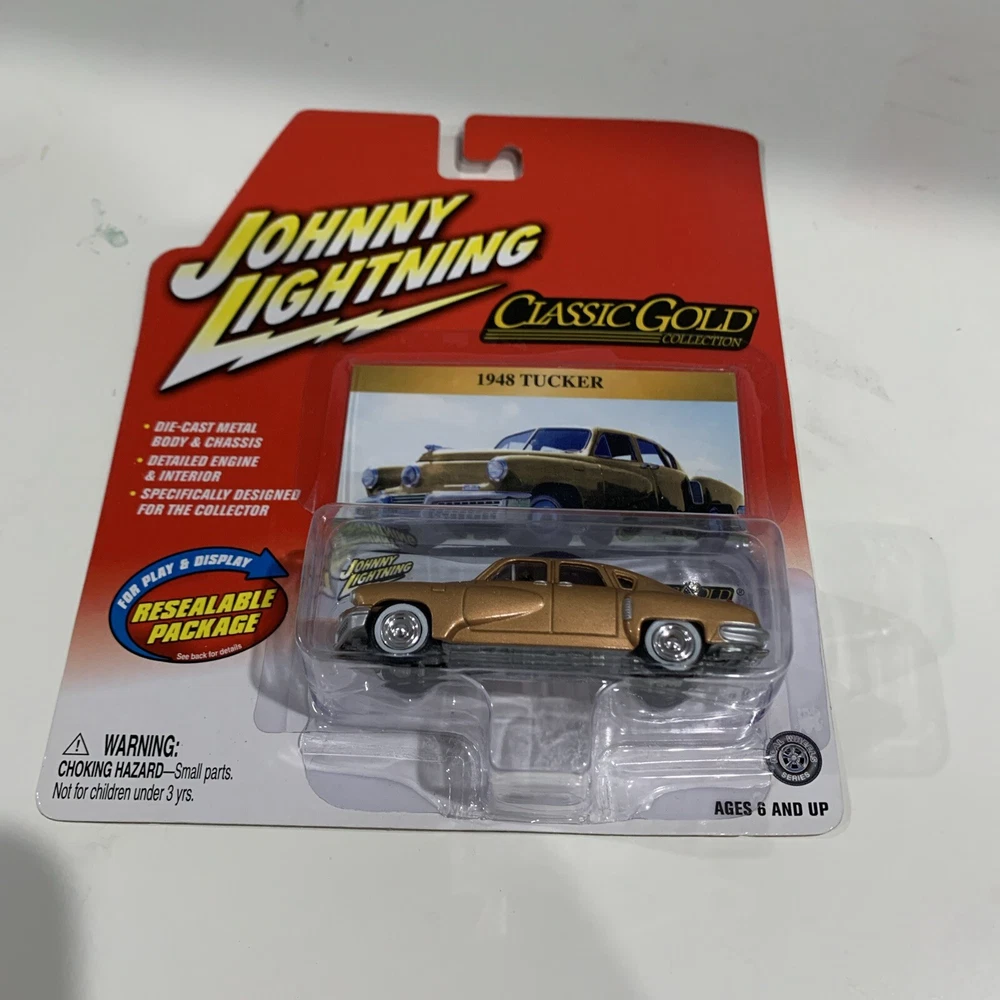 JOHNNY
LIGHTNING
CLASSIC GOLD®
COLLECTION
1948 TUCKER
• DIE-CAST METAL
BODY & CHASSIS
• DETAILED ENGINE
& INTERIOR
• SPECIFICALLY DESIGNED
FOR THE COLLECTOR
FOR PLAY & DISPLAY
RESEALABLE
PACKAGE
See back for details
JOHNNY
LIGHTNING
WARNING:
CHOKING HAZARD—Small parts.
Not for children under 3 yrs.
SERIES
AGES 6 AND UP